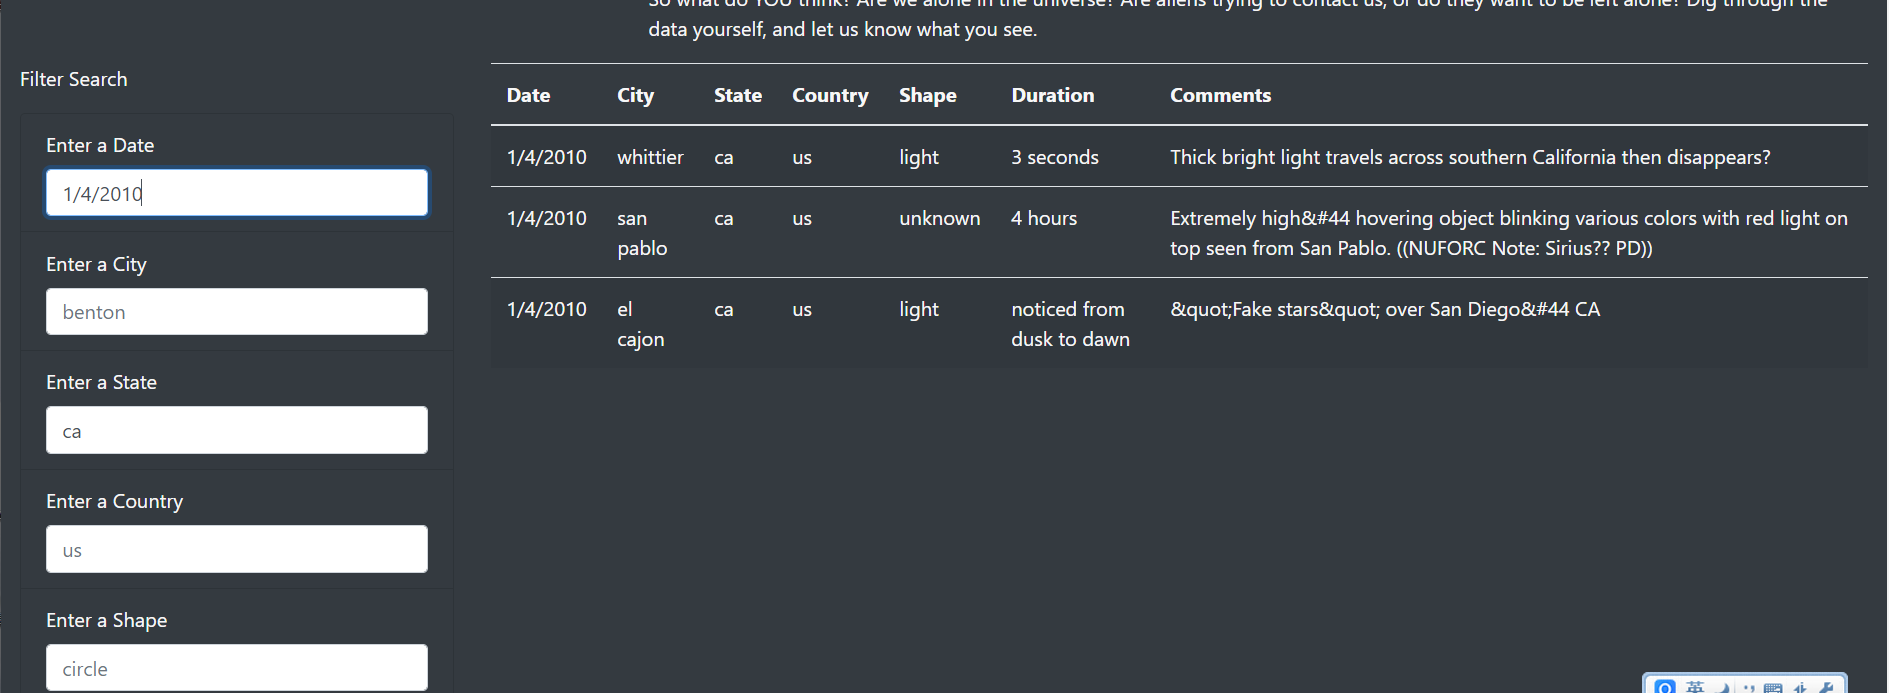 So what do YOU think? Are we alone in the universe? Are aliens trying to contact us, or do they want to be left alone? Dig through the
data yourself, and let us know what you see.
Filter Search
Enter a Date
1/4/2010
Enter a City
benton
Enter a State
ca
Enter a Country
us
Enter a Shape
circle
Date City State Country Shape Duration Comments
1/4/2010 whittier ca us light 3 seconds Thick bright light travels across southern California then disappears?
1/4/2010 san ca us unknown 4 hours Extremely high&#44 hovering object blinking various colors with red light on
pablo top seen from San Pablo. ((NUFORC Note: Sirius?? PD))
1/4/2010 el ca us light noticed from &quot;Fake stars&quot; over San Diego&#44 CA
cajon dusk to dawn
英